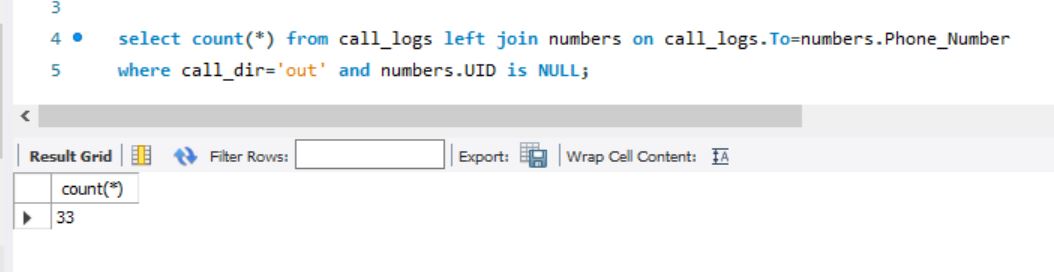 3
4 select count(*) from call_logs left join numbers on call_logs.To=numbers.Phone_Number
5 where call_dir='out' and numbers.UID is NULL;
Result Grid Filter Rows: Export: Wrap Cell Content: IA
count(*)
33